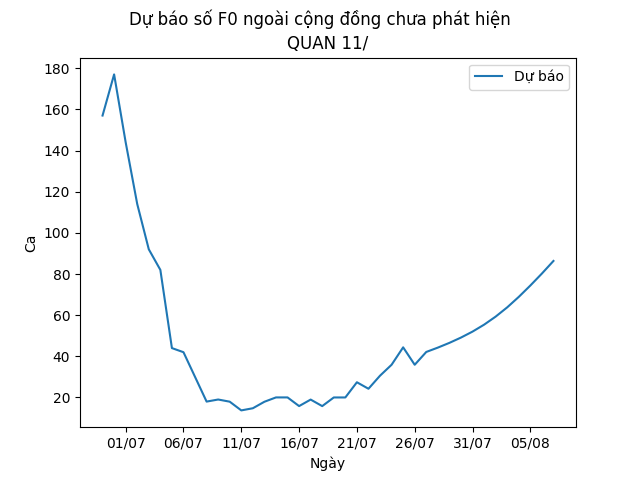 Dự báo số F0 ngoài cộng đồng chưa phát hiện
QUAN 11/
Dự báo
180
160
140
120
100
80
60
40
20
Ca
01/07 06/07 11/07 16/07 21/07 26/07 31/07 05/08
Ngày